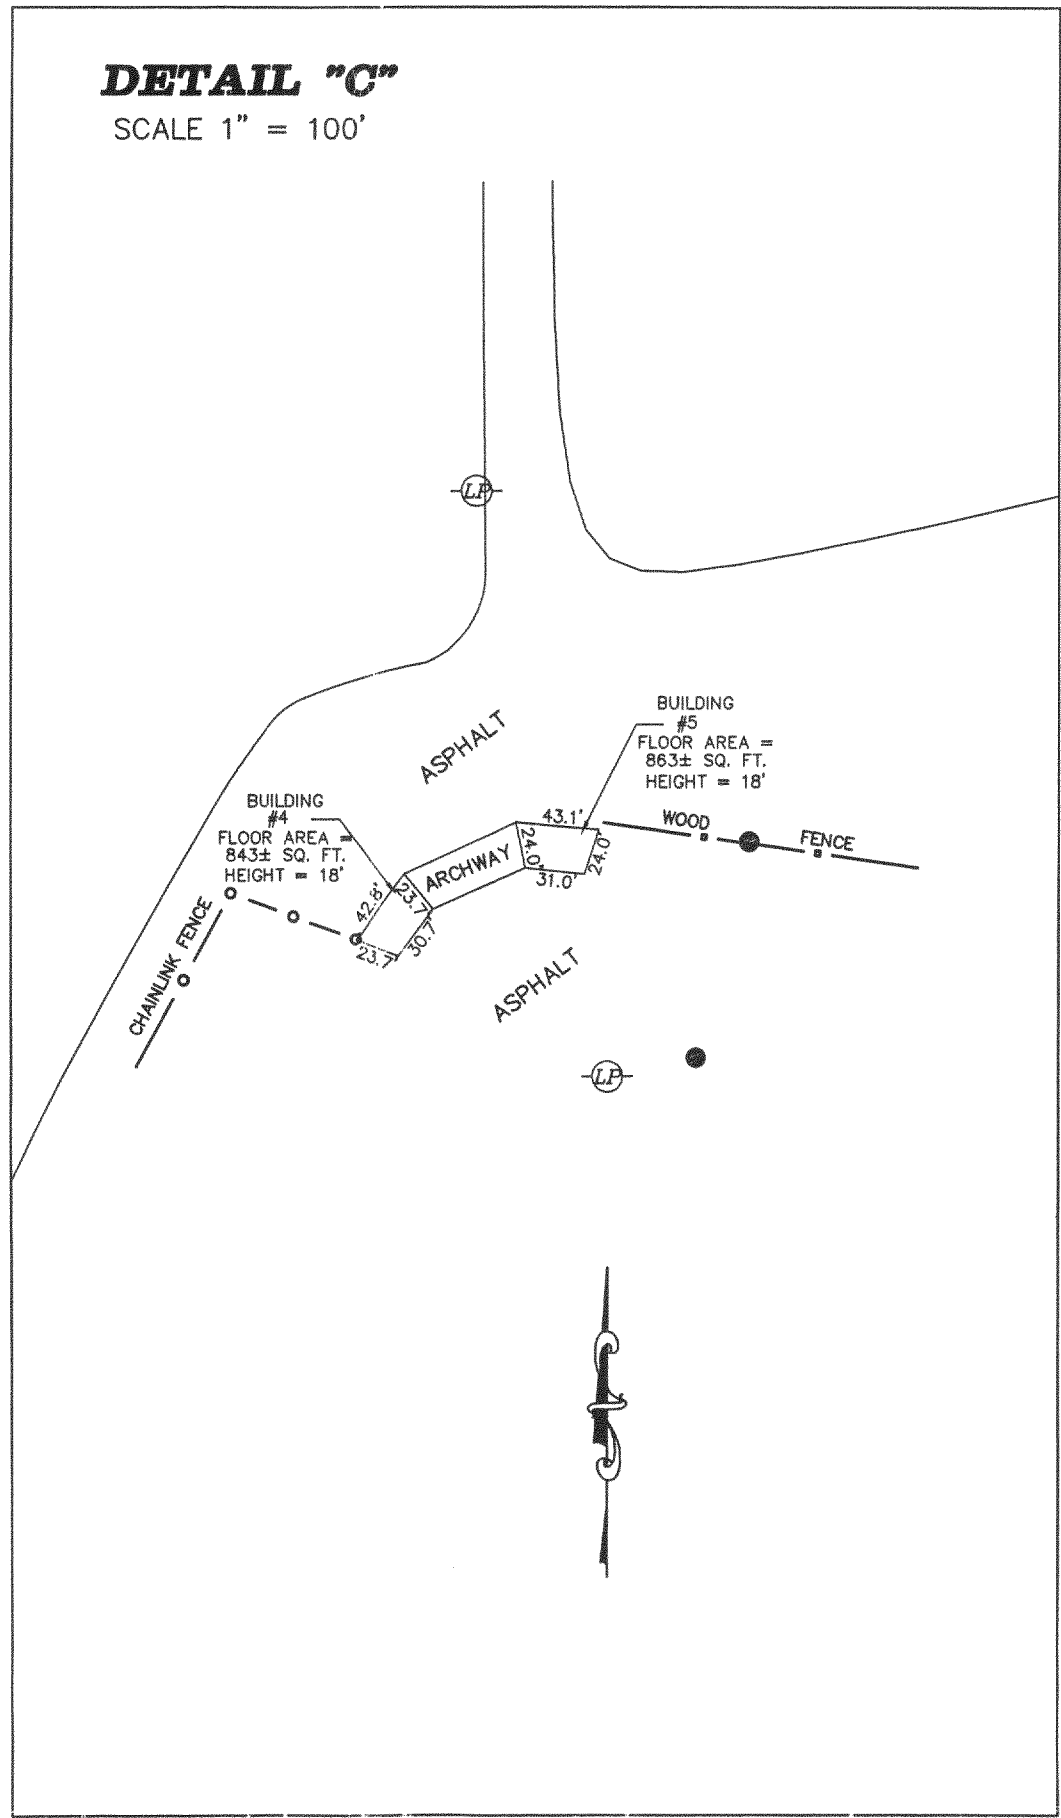 DETAIL "C"
SCALE 1" = 100'
LP
ASPHALT
BUILDING
#5
FLOOR AREA =
863± SQ. FT.
HEIGHT = 18'
BUILDING
#4
FLOOR AREA =
843± SQ. FT.
HEIGHT = 18'
43.1'
WOOD
FENCE
24.0'
24.0'
31.0'
ARCHWAY
23.7'
42.8'
30.7'
23.7'
CHAINLINK FENCE
ASPHALT
LP